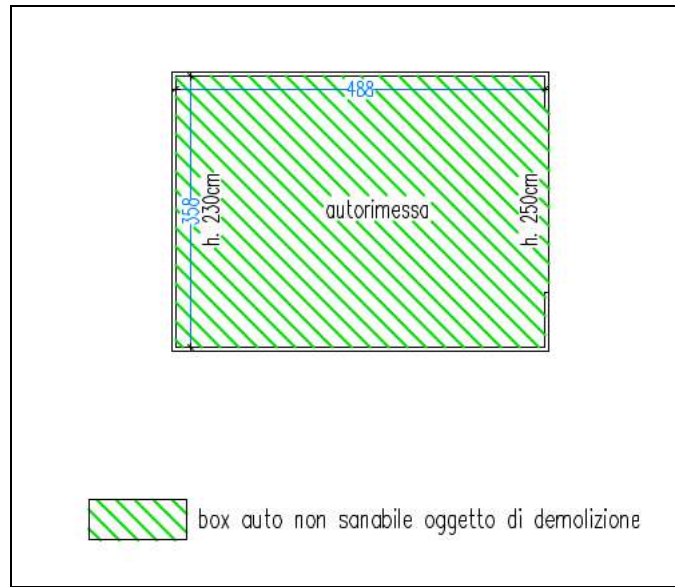 488
358
h. 230cm
autorimessa
h. 250cm
box auto non sanabile oggetto di demolizione